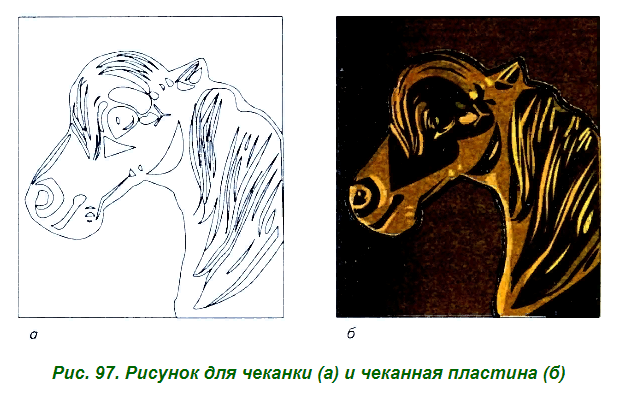 а
б
Рис. 97. Рисунок для чеканки (а) и чеканная пластина (б)